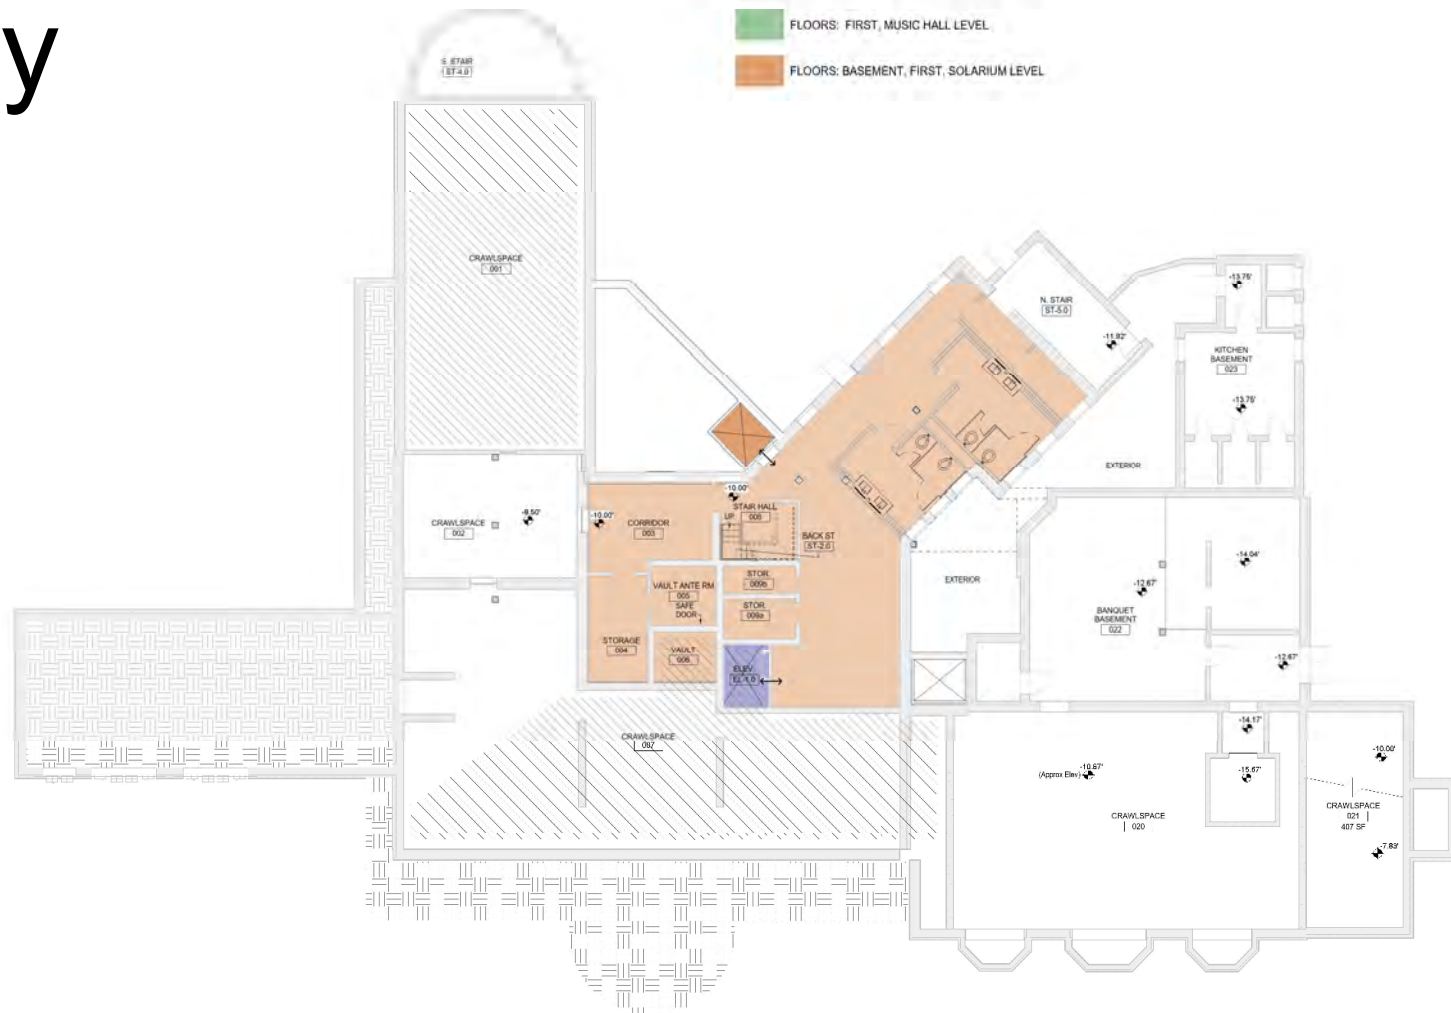 y
FLOORS: FIRST, MUSIC HALL LEVEL
FLOORS: BASEMENT, FIRST, SOLARIUM LEVEL
S. STAIR
ST-4.0
CRAWLSPACE
001
N. STAIR
ST-5.0
-11.92'
-13.75'
KITCHEN
BASEMENT
023
-13.75'
EXTERIOR
-10.00'
STAIR HALL
008
UP
BACK ST
ST-2.0
-10.00'
CORRIDOR
003
CRAWLSPACE
002
-9.50'
VAULT ANTE RM
005
SAFE
DOOR
STOR
009b
STOR
009a
STORAGE
004
VAULT
006
ELEV
EL-1.0
EXTERIOR
-14.04'
-12.67'
BANQUET
BASEMENT
022
-12.67'
CRAWLSPACE
007
-14.17'
-15.67'
-10.67'
(Approx Elev)
CRAWLSPACE
020
-10.00'
CRAWLSPACE
021
407 SF
-7.83'